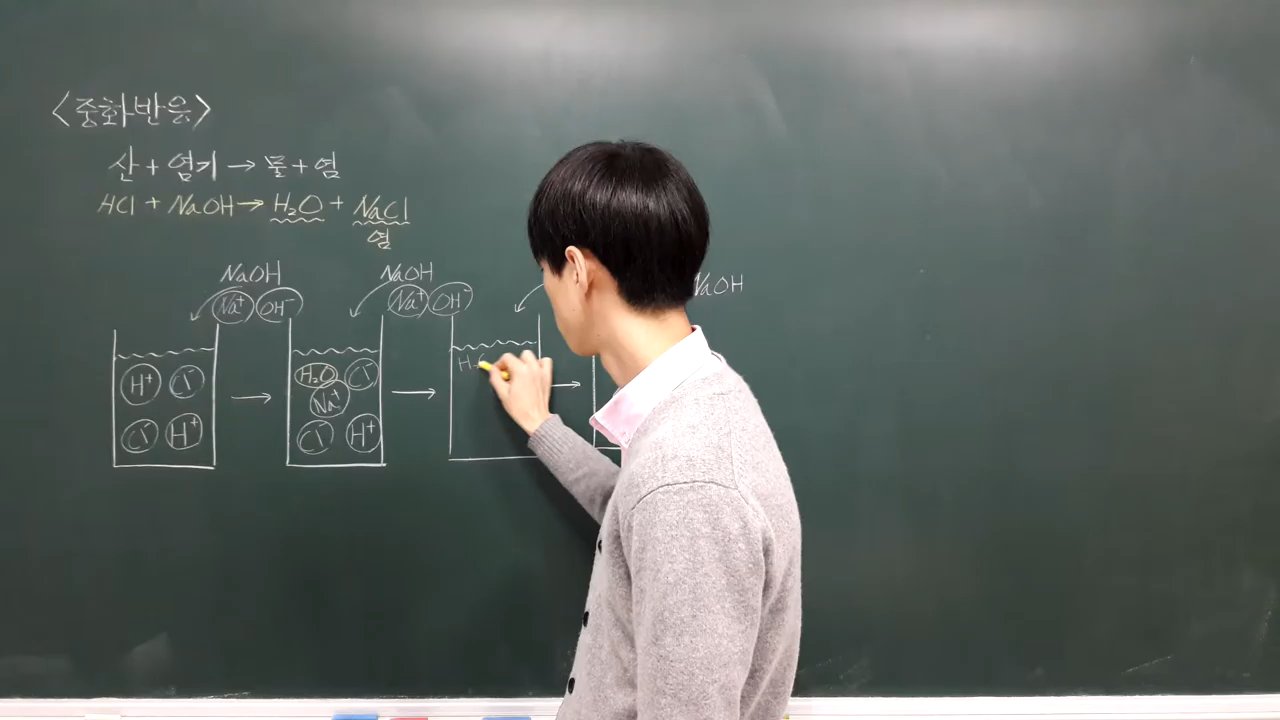 <중화반응>
산 + 염기 → 물 + 염
HCl + NaOH → H₂O + NaCl
염
NaOH NaOH NaOH
Na⁺ OH⁻ Na⁺ OH⁻
H⁺ Cl⁻ H₂O Cl⁻ H₂
Na⁺
Cl⁻ H⁺ Cl⁻ H⁺